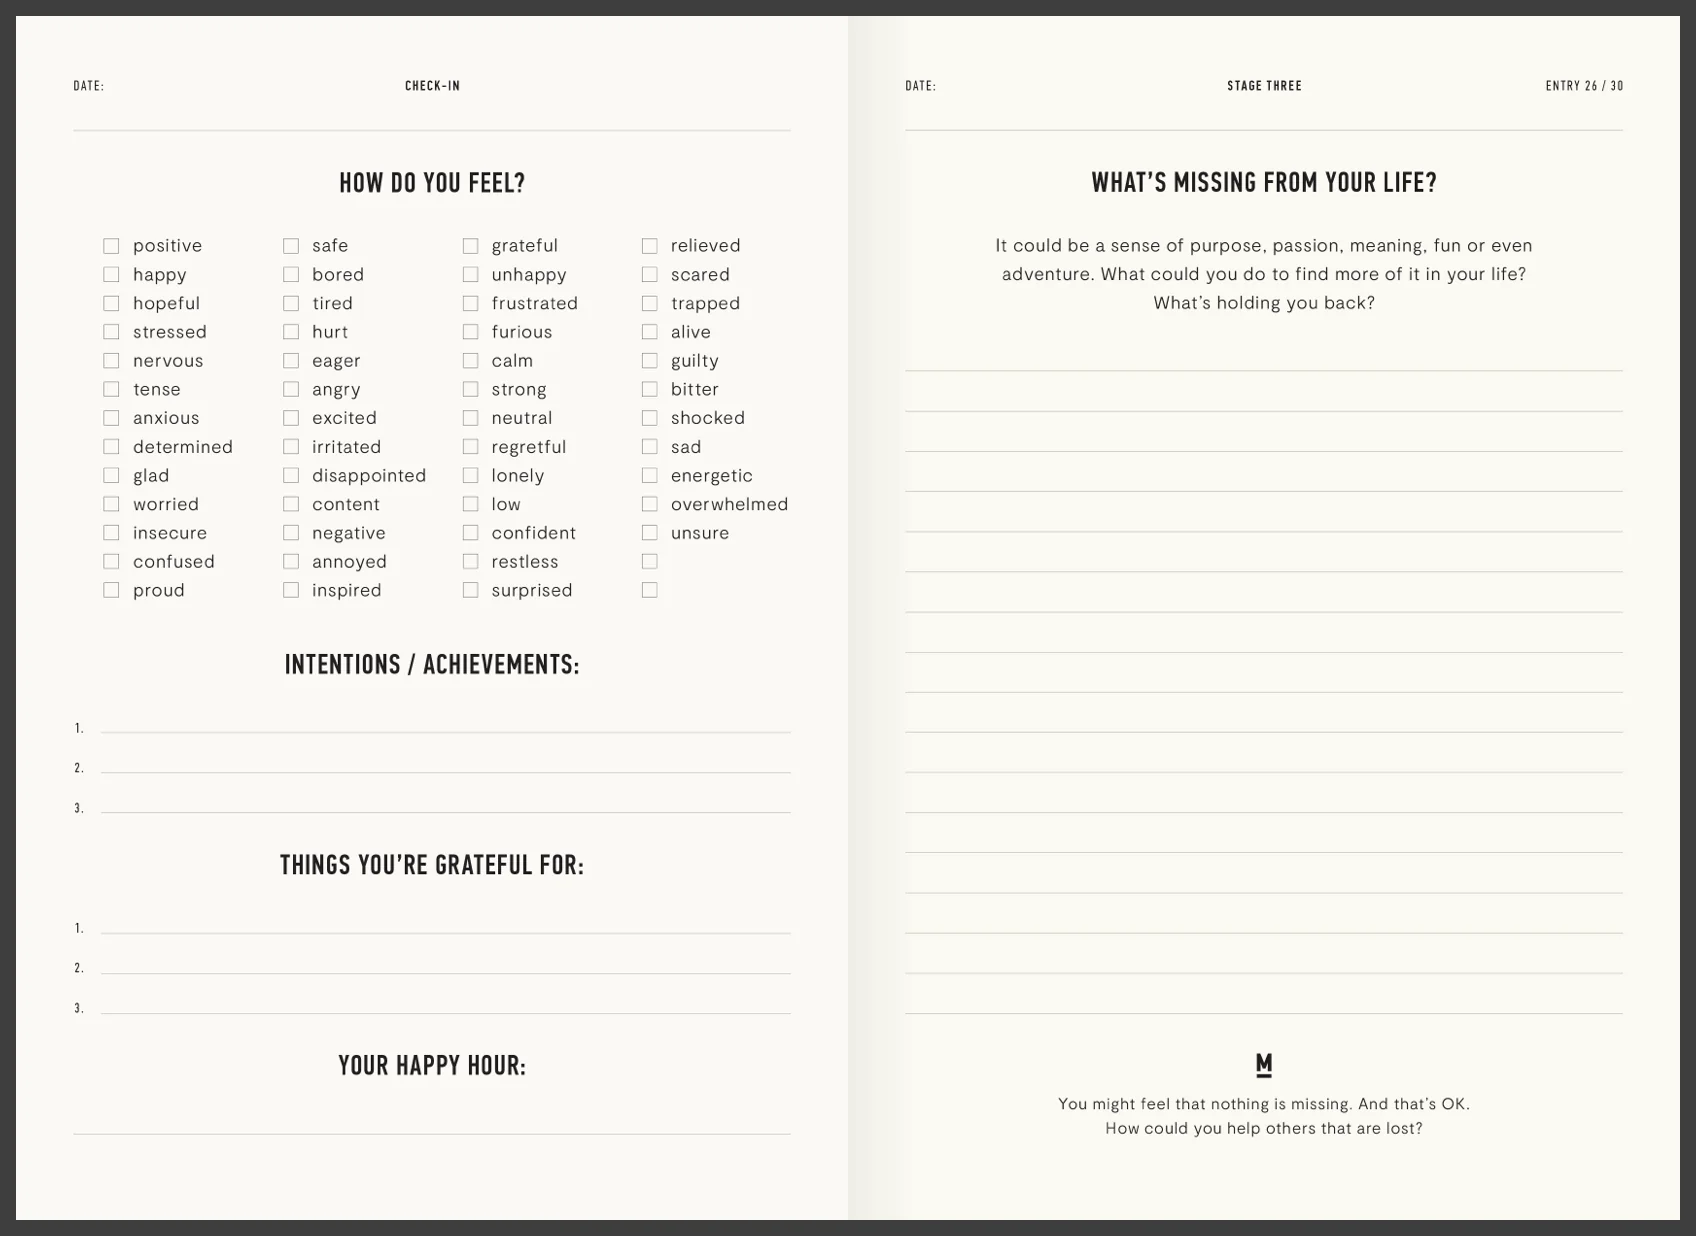 DATE:
CHECK-IN
HOW DO YOU FEEL?
positive
happy
hopeful
stressed
nervous
tense
anxious
determined
glad
worried
insecure
confused
proud
safe
bored
tired
hurt
eager
angry
excited
irritated
disappointed
content
negative
annoyed
inspired
grateful
unhappy
frustrated
furious
calm
strong
neutral
regretful
lonely
low
confident
restless
surprised
relieved
scared
trapped
alive
guilty
bitter
shocked
sad
energetic
overwhelmed
unsure
INTENTIONS / ACHIEVEMENTS:
1.
2.
3.
THINGS YOU’RE GRATEFUL FOR:
1.
2.
3.
YOUR HAPPY HOUR:
DATE:
STAGE THREE
ENTRY 26 / 30
WHAT’S MISSING FROM YOUR LIFE?
It could be a sense of purpose, passion, meaning, fun or even
adventure. What could you do to find more of it in your life?
What’s holding you back?
M
You might feel that nothing is missing. And that’s OK.
How could you help others that are lost?